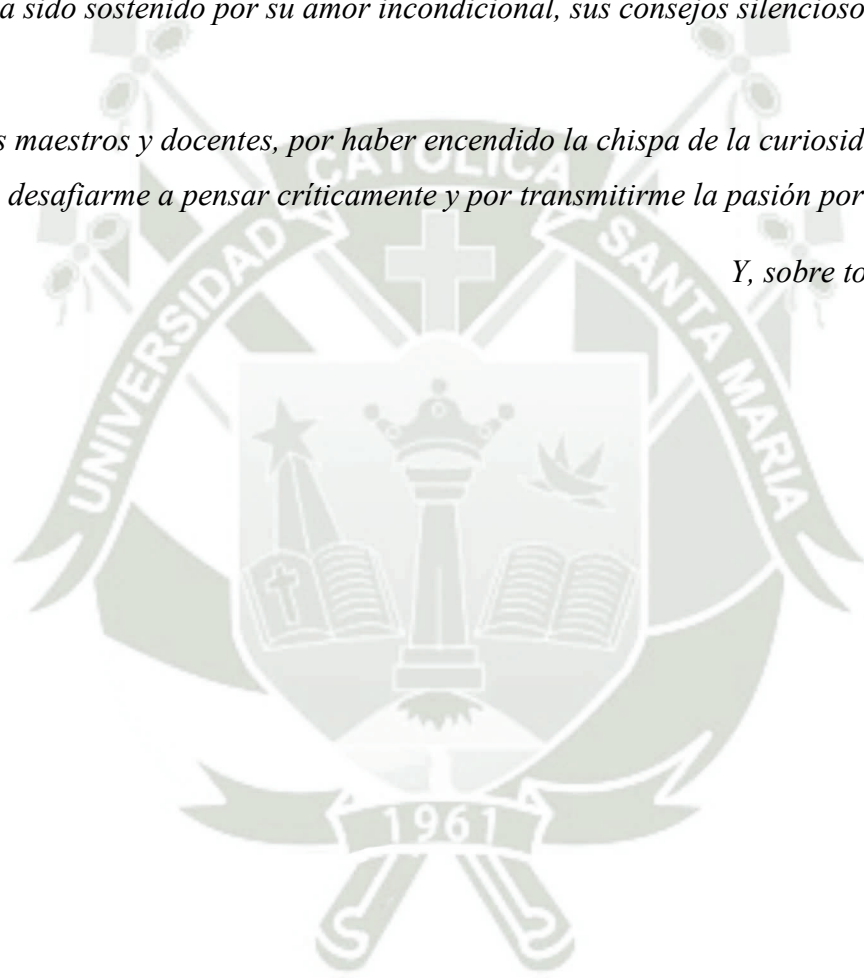 a sido sostenido por su amor incondicional, sus consejos silencioso
s maestros y docentes, por haber encendido la chispa de la curiosid
desafiarme a pensar críticamente y por transmitirme la pasión por
Y, sobre to
UNIVERSIDAD CATOLICA SANTA MARIA
1961